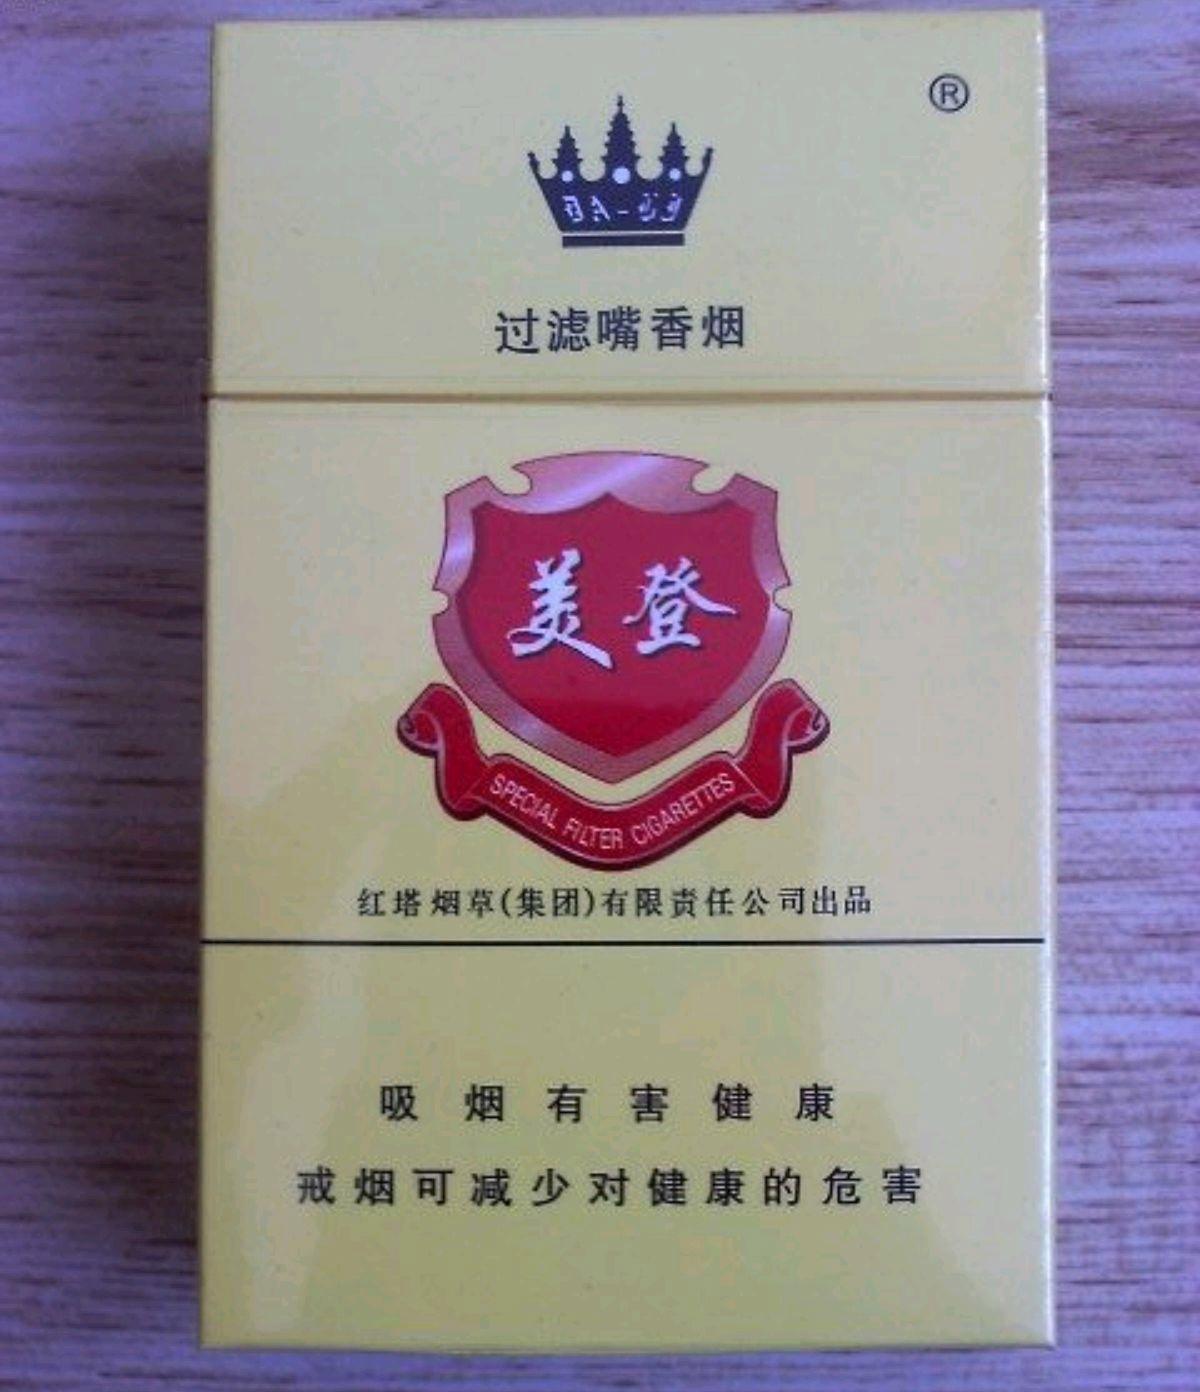 ®
过滤嘴香烟
美登
SPECIAL FILTER CIGARETTES
红塔烟草(集团)有限责任公司出品
吸烟有害健康
戒烟可减少对健康的危害